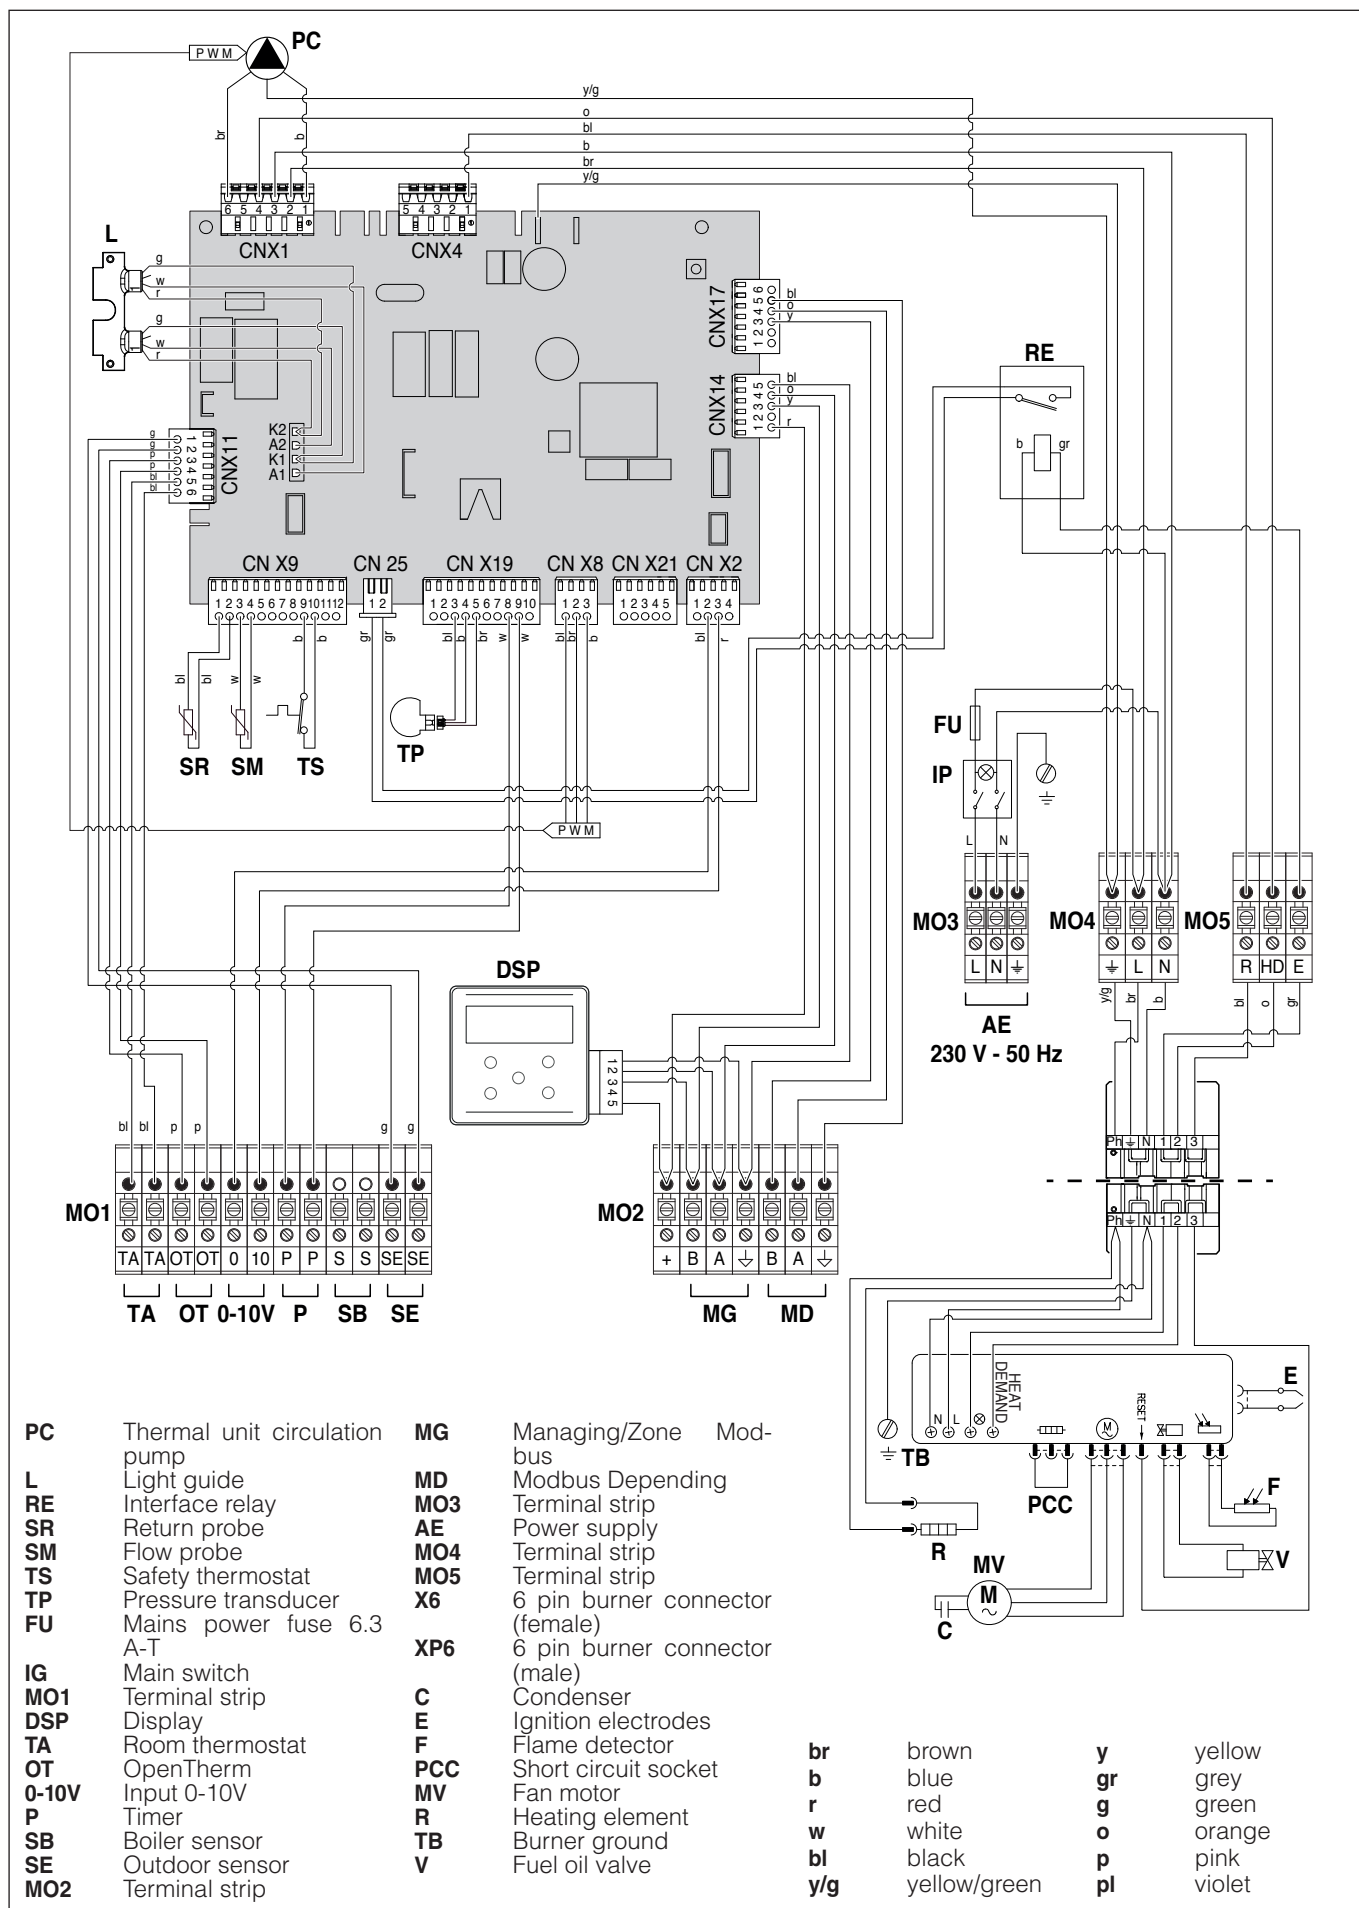 PWM
PC
y/g
o
bl
b
br
y/g
br
b
6 5 4 3 2 1
CNX1
5 4 3 2 1
CNX4
L
g
w
r
g
w
r
CNX17
1 2 3 4 5 6
bl
o
y
CNX14
1 2 3 4 5
bl
o
y
r
RE
b
gr
K2
A2
K1
A1
g
g
p
p
bl
bl
1 2 3 4 5 6
CNX11
CN X9
CN 25
CN X19
CN X8
CN X21
CN X2
1 2 3 4 5 6 7 8 9 10 11 12
1 2
1 2 3 4 5 6 7 8 9 10
1 2 3
1 2 3 4 5
1 2 3 4
b
b
gr
gr
bl
b
br
w
w
bl
br
b
bl
r
bl
bl
w
w
SR
SM
TS
TP
PWM
FU
IP
L
N
MO3
MO4
MO5
L N
L N
R HD E
AE
230 V - 50 Hz
y/g
br
b
bl
o
gr
DSP
1 2 3 4 5
bl
bl
p
p
g
g
MO1
TA TA OT OT 0 10 P P S S SE SE
TA
OT
0-10V
P
SB
SE
MO2
+ B A B A
MG
MD
Ph N 1 2 3
Ph N 1 2 3
HEAT DEMAND
N
L
RESET
M
E
TB
PCC
F
R
MV
M
V
C
PC Thermal unit circulation
pump
L Light guide
RE Interface relay
SR Return probe
SM Flow probe
TS Safety thermostat
TP Pressure transducer
FU Mains power fuse 6.3
A-T
IG Main switch
MO1 Terminal strip
DSP Display
TA Room thermostat
OT OpenTherm
0-10V Input 0-10V
P Timer
SB Boiler sensor
SE Outdoor sensor
MO2 Terminal strip
MG Managing/Zone Mod-
bus
MD Modbus Depending
MO3 Terminal strip
AE Power supply
MO4 Terminal strip
MO5 Terminal strip
X6 6 pin burner connector
(female)
XP6 6 pin burner connector
(male)
C Condenser
E Ignition electrodes
F Flame detector
PCC Short circuit socket
MV Fan motor
R Heating element
TB Burner ground
V Fuel oil valve
br brown
b blue
r red
w white
bl black
y/g yellow/green
y yellow
gr grey
g green
o orange
p pink
pl violet